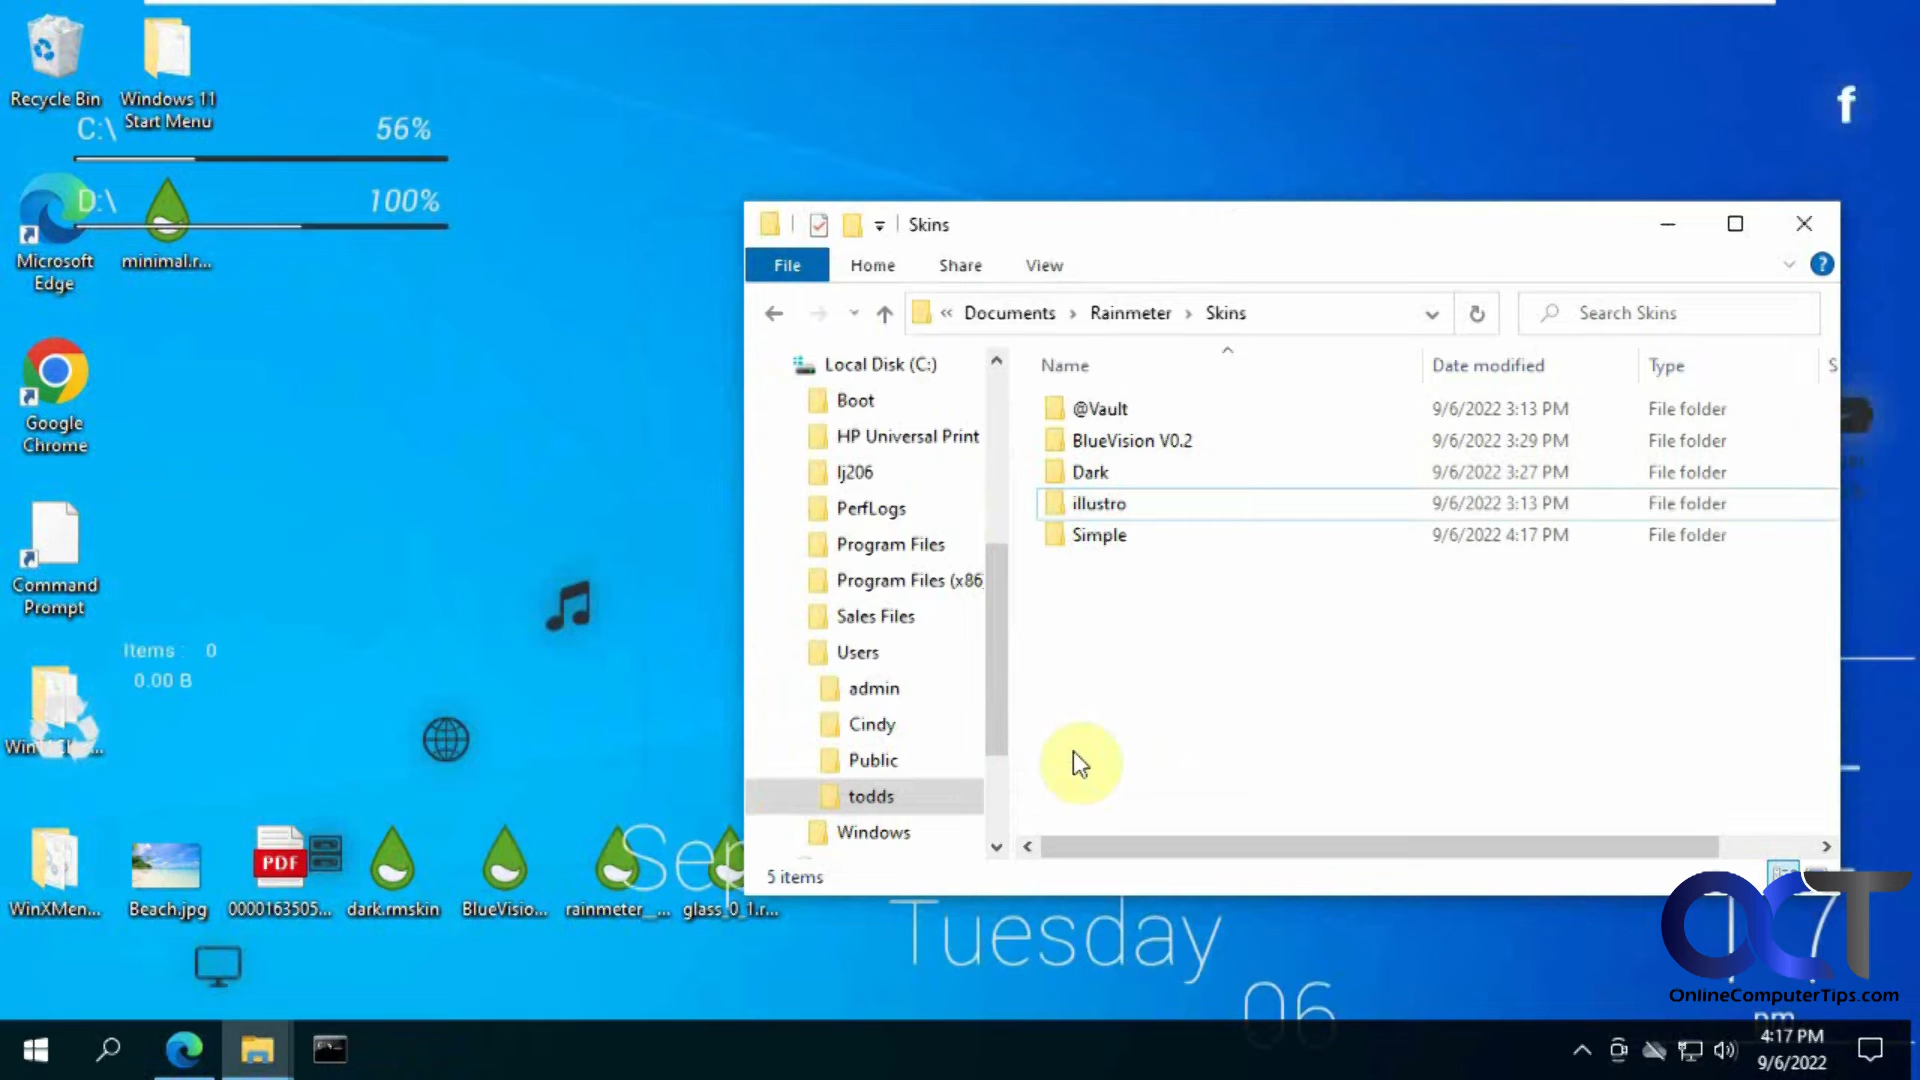 Recycle Bin
Windows 11
Start Menu
C:\
56%
D:\
100%
Microsoft
Edge
minimal.r...
Google
Chrome
Command
Prompt
Items : 0
0.00 B
WinXMen...
Beach.jpg
PDF
0000163505...
dark.rmskin
BlueVisio...
rainmeter_...
glass_0_1.r...
Sep
Tuesday
06
f
Skins
File
Home
Share
View
?
« Documents › Rainmeter › Skins
Search Skins
Local Disk (C:)
Boot
HP Universal Print
lj206
PerfLogs
Program Files
Program Files (x86
Sales Files
Users
admin
Cindy
Public
todds
Windows
Name
Date modified
Type
S
@Vault
9/6/2022 3:13 PM
File folder
BlueVision V0.2
9/6/2022 3:29 PM
File folder
Dark
9/6/2022 3:27 PM
File folder
illustro
9/6/2022 3:13 PM
File folder
Simple
9/6/2022 4:17 PM
File folder
5 items
17
OCT
OnlineComputerTips.com
pm
4:17 PM
9/6/2022